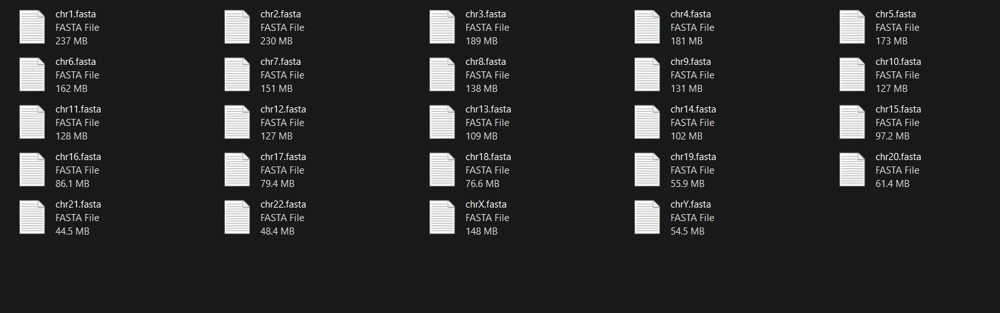 chr1.fasta
FASTA File
237 MB
chr2.fasta
FASTA File
230 MB
chr3.fasta
FASTA File
189 MB
chr4.fasta
FASTA File
181 MB
chr5.fasta
FASTA File
173 MB
chr6.fasta
FASTA File
162 MB
chr7.fasta
FASTA File
151 MB
chr8.fasta
FASTA File
138 MB
chr9.fasta
FASTA File
131 MB
chr10.fasta
FASTA File
127 MB
chr11.fasta
FASTA File
128 MB
chr12.fasta
FASTA File
127 MB
chr13.fasta
FASTA File
109 MB
chr14.fasta
FASTA File
102 MB
chr15.fasta
FASTA File
97.2 MB
chr16.fasta
FASTA File
86.1 MB
chr17.fasta
FASTA File
79.4 MB
chr18.fasta
FASTA File
76.6 MB
chr19.fasta
FASTA File
55.9 MB
chr20.fasta
FASTA File
61.4 MB
chr21.fasta
FASTA File
44.5 MB
chr22.fasta
FASTA File
48.4 MB
chrX.fasta
FASTA File
148 MB
chrY.fasta
FASTA File
54.5 MB